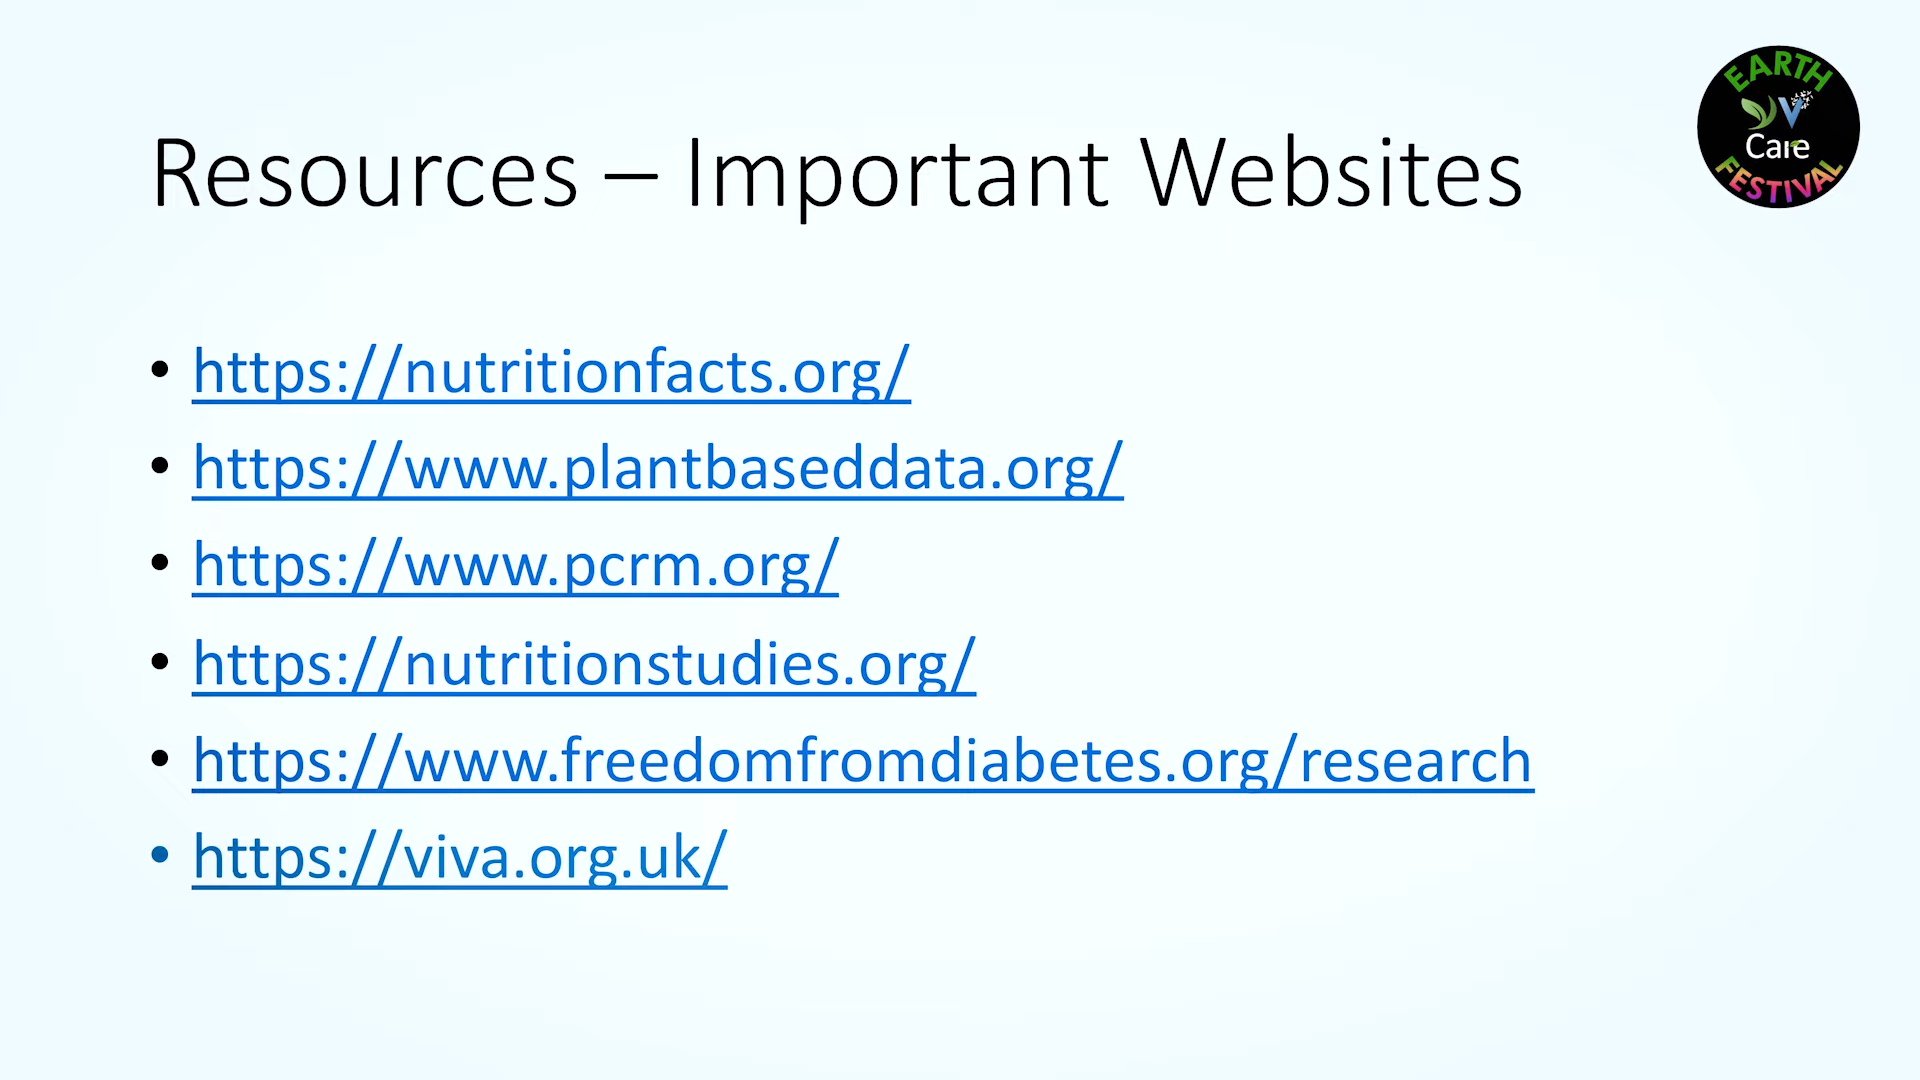 EARTH
V
Care
FESTIVAL
Resources – Important Websites
• https://nutritionfacts.org/
• https://www.plantbaseddata.org/
• https://www.pcrm.org/
• https://nutritionstudies.org/
• https://www.freedomfromdiabetes.org/research
• https://viva.org.uk/